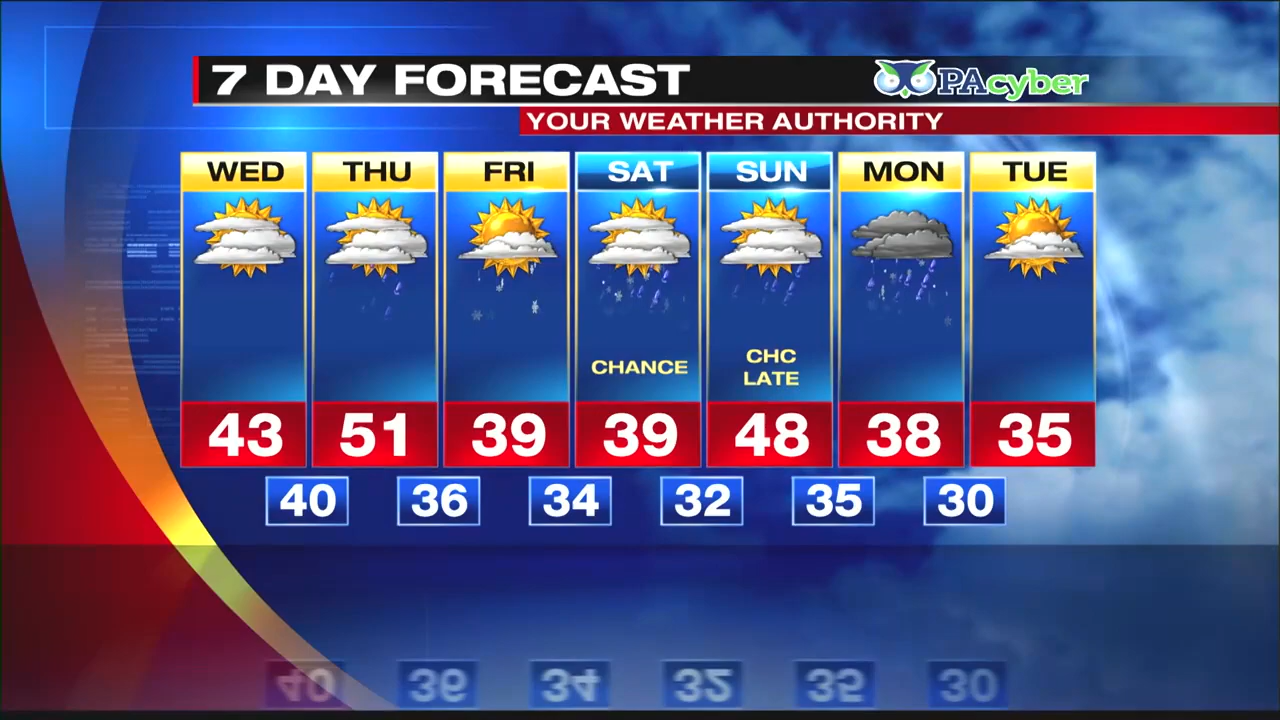 7 DAY FORECAST
PAcyber
YOUR WEATHER AUTHORITY
WED THU FRI SAT SUN MON TUE
CHANCE
CHC
LATE
43 51 39 39 48 38 35
40 36 34 32 35 30